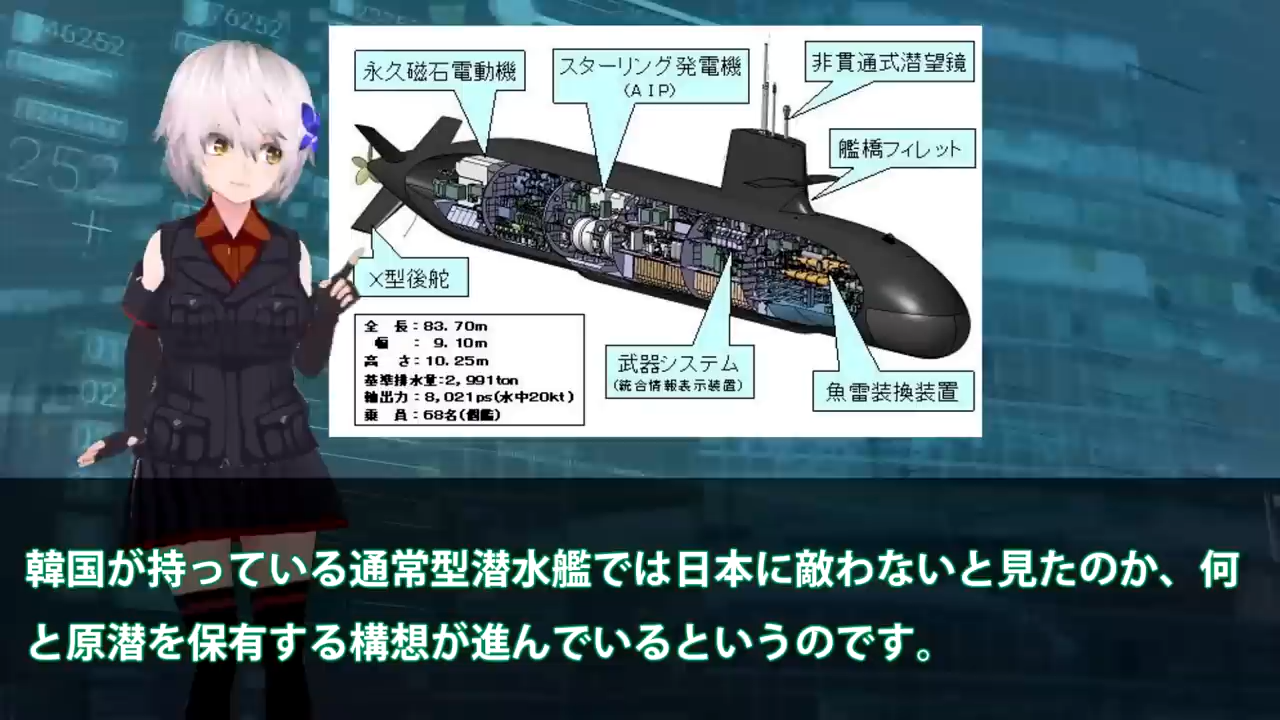 46252
76252
252
永久磁石電動機
スターリング発電機
(AIP)
非貫通式潜望鏡
艦橋フィレット
X型後舵
全　長：83.70m
幅　：　9.10m
高　さ：10.25m
基準排水量：2,991ton
軸出力：8,021ps(水中20kt)
乗　員：68名(個艦)
武器システム
(統合情報表示装置)
魚雷装換装置
韓国が持っている通常型潜水艦では日本に敵わないと見たのか、何
と原潜を保有する構想が進んでいるというのです。